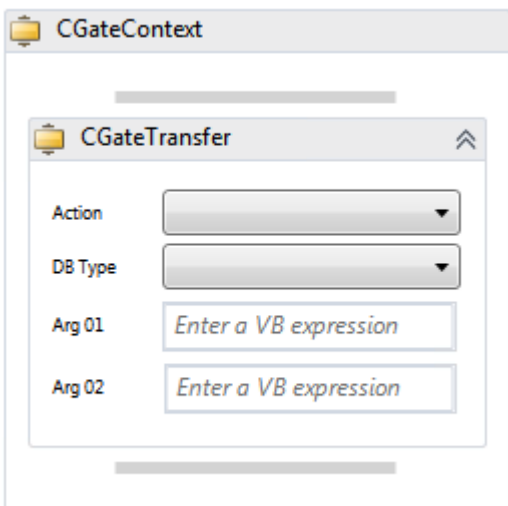 CGateContext
CGateTransfer
Action
DB Type
Arg 01 Enter a VB expression
Arg 02 Enter a VB expression